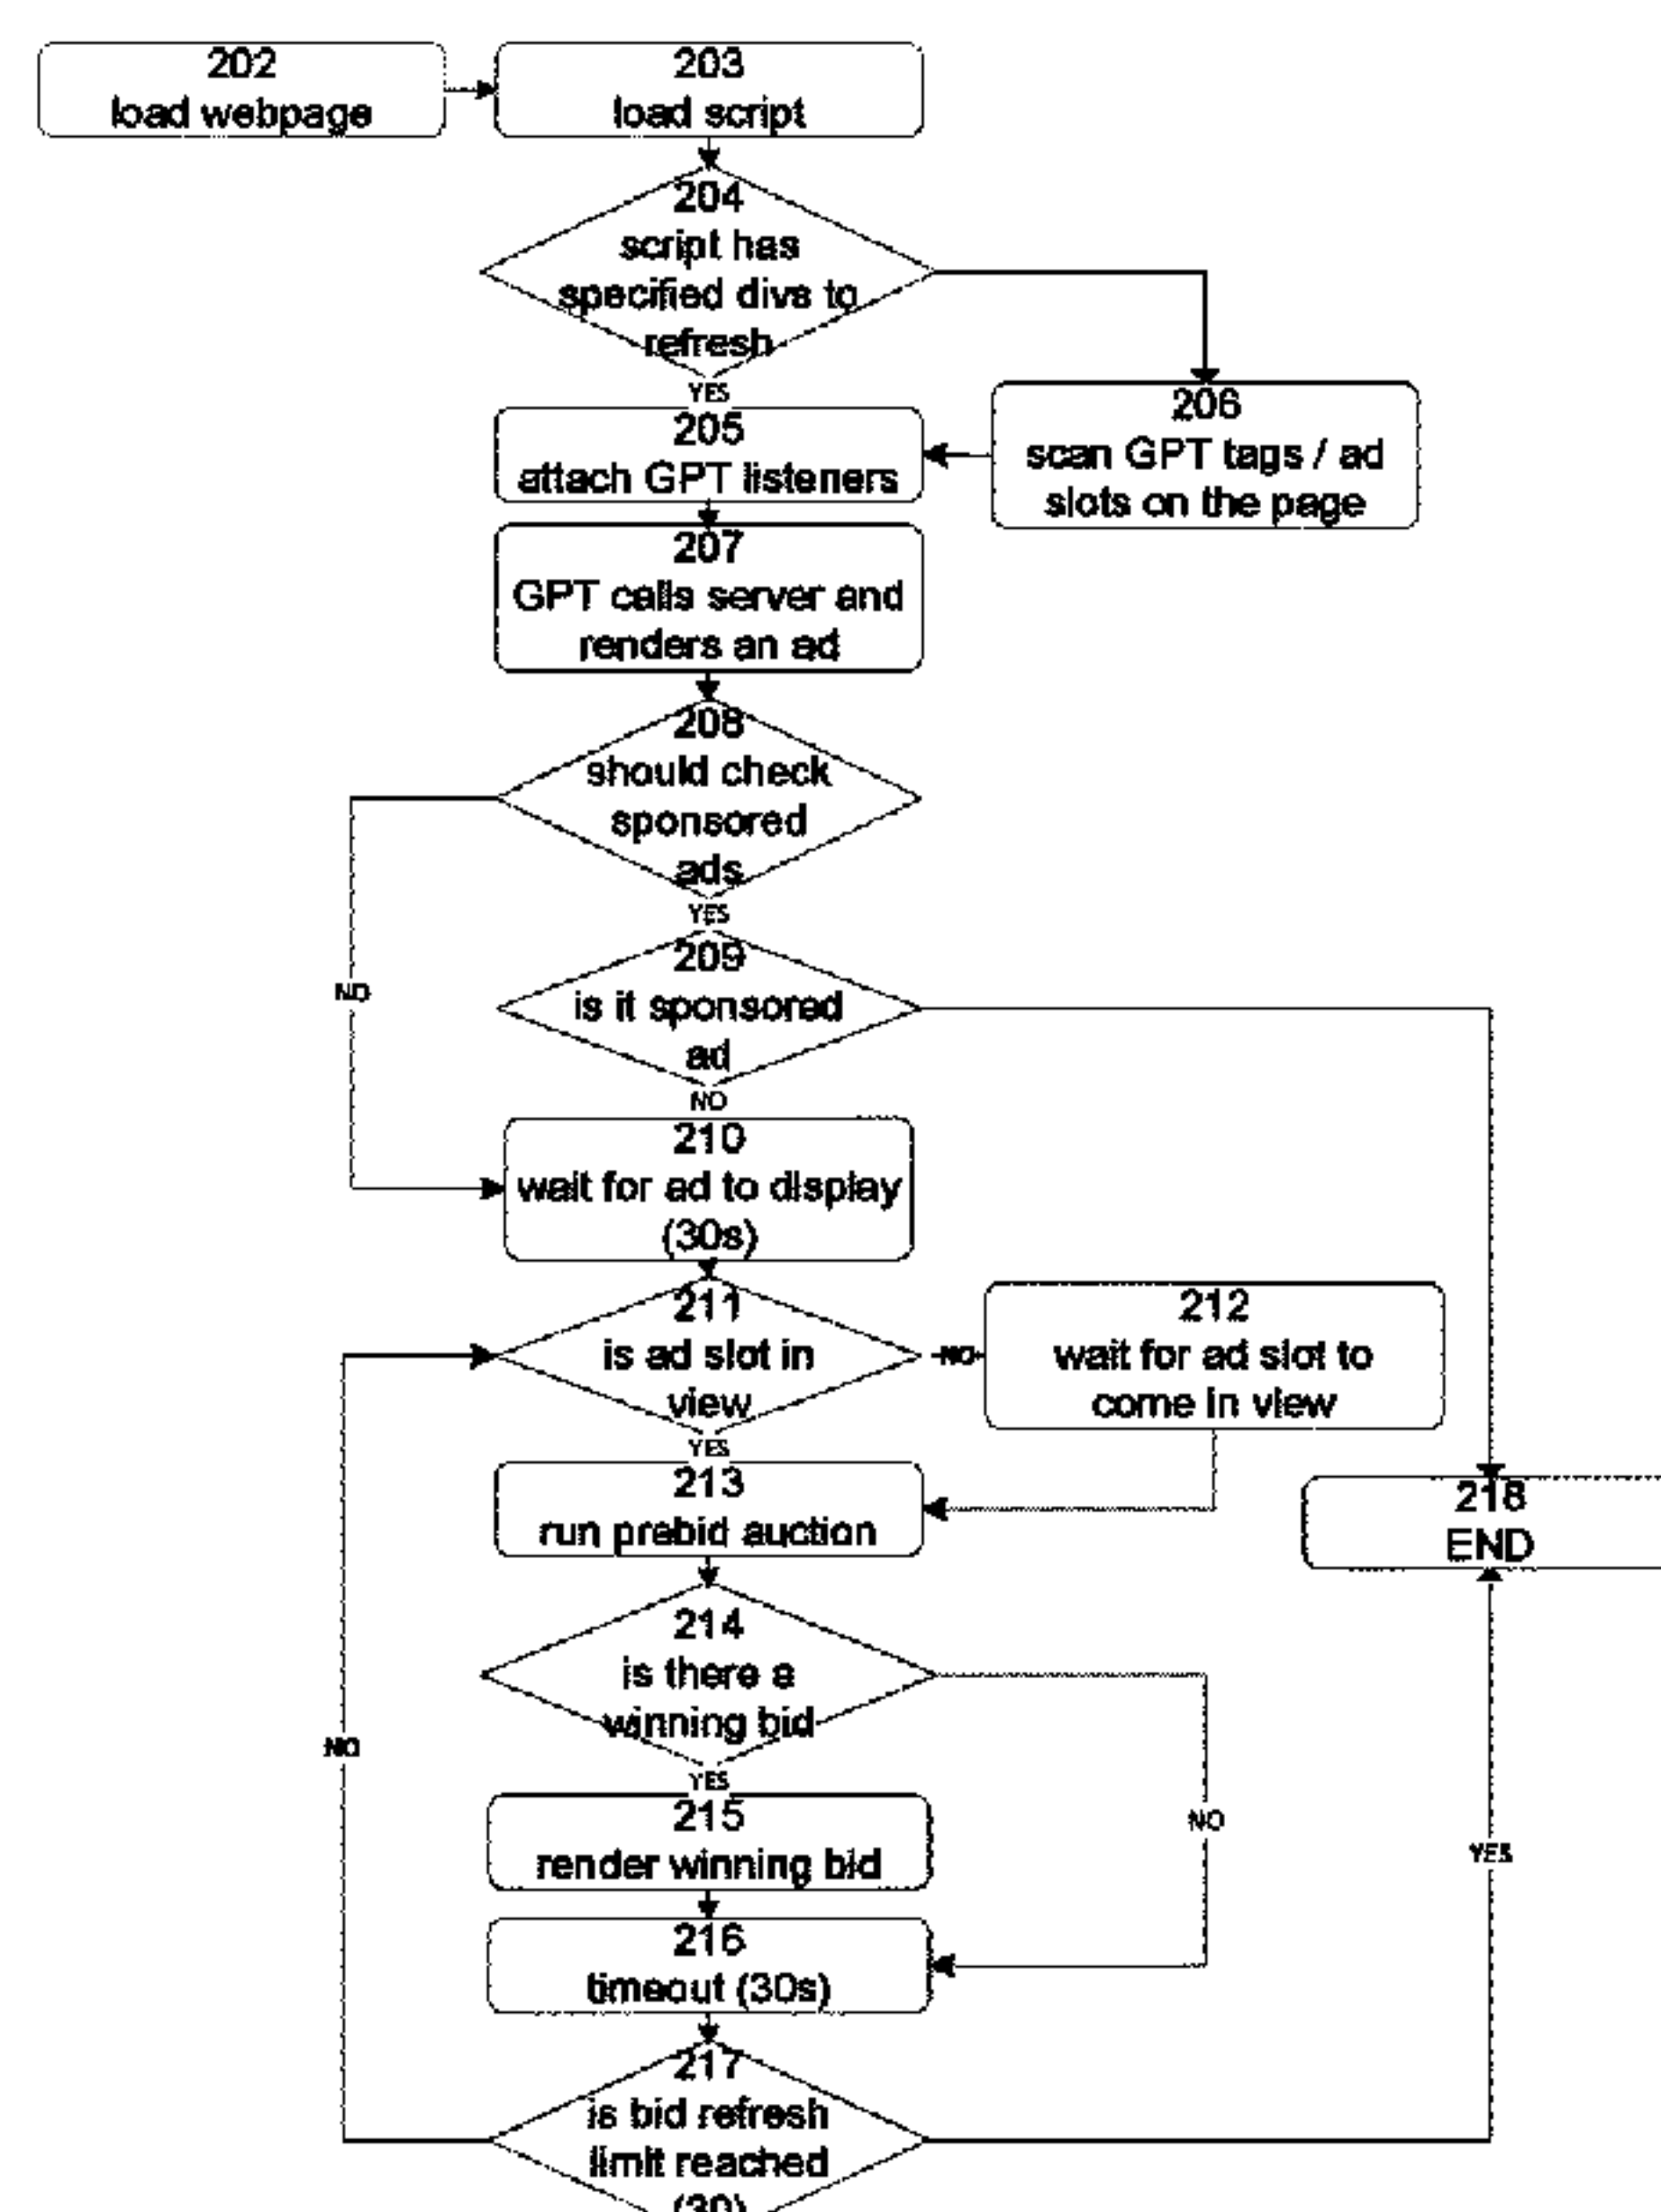 202
load webpage
203
load script
204
script has
specified divs to
refresh
YES
205
attach GPT listeners
206
scan GPT tags / ad
slots on the page
207
GPT calls server and
renders an ad
208
should check
sponsored
ads
YES
NO
209
is it sponsored
ad
NO
210
wait for ad to display
(30s)
211
is ad slot in
view
NO
212
wait for ad slot to
come in view
YES
213
run prebid auction
218
END
214
is there a
winning bid
NO
YES
215
render winning bid
NO
YES
216
timeout (30s)
217
is bid refresh
limit reached
(30)